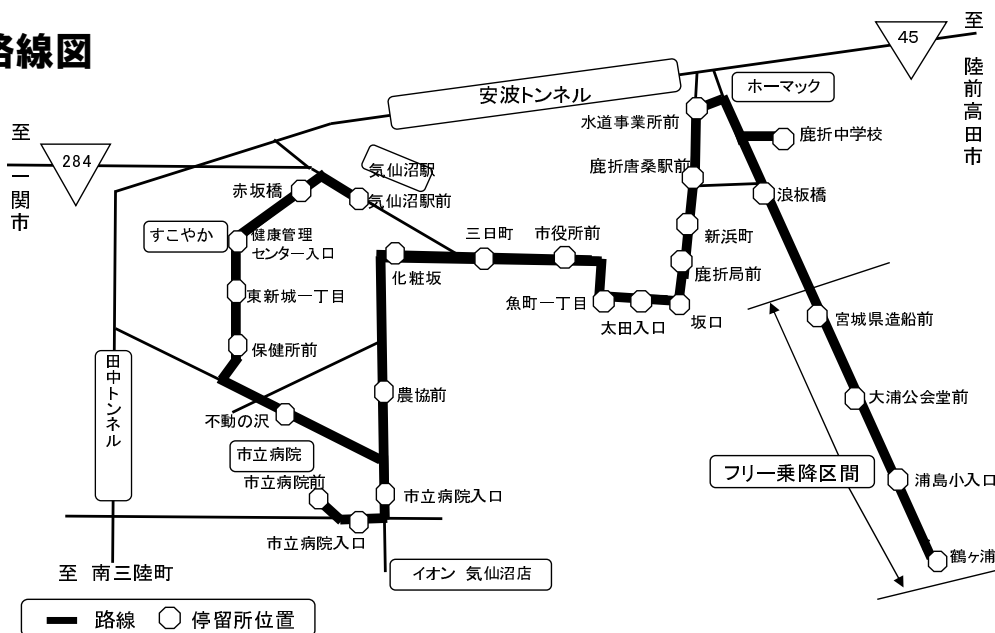 路線図
45
至 陸前高田市
安波トンネル
ホーマック
水道事業所前
鹿折中学校
至 一関市
284
気仙沼駅
鹿折唐桑駅前
赤坂橋
気仙沼駅前
浪板橋
すこやか
健康管理
センター入口
三日町
市役所前
新浜町
化粧坂
鹿折局前
東新城一丁目
魚町一丁目
太田入口
坂口
宮城県造船前
保健所前
田中トンネル
農協前
大浦公会堂前
不動の沢
市立病院
フリー乗降区間
市立病院前
市立病院入口
浦島小入口
市立病院入口
鶴ヶ浦
至 南三陸町
イオン 気仙沼店
路線
停留所位置